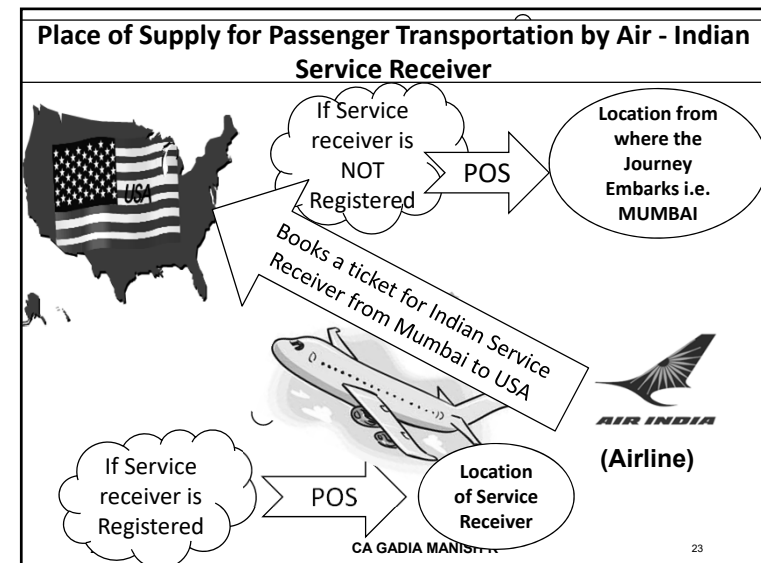 Place of Supply for Passenger Transportation by Air - Indian
Service Receiver
USA
If Service
receiver is
NOT
Registered
POS
Location from
where the
Journey
Embarks i.e.
MUMBAI
Books a ticket for Indian Service
Receiver from Mumbai to USA
AIR INDIA
(Airline)
If Service
receiver is
Registered
POS
Location
of Service
Receiver
CA GADIA MANISH R
23